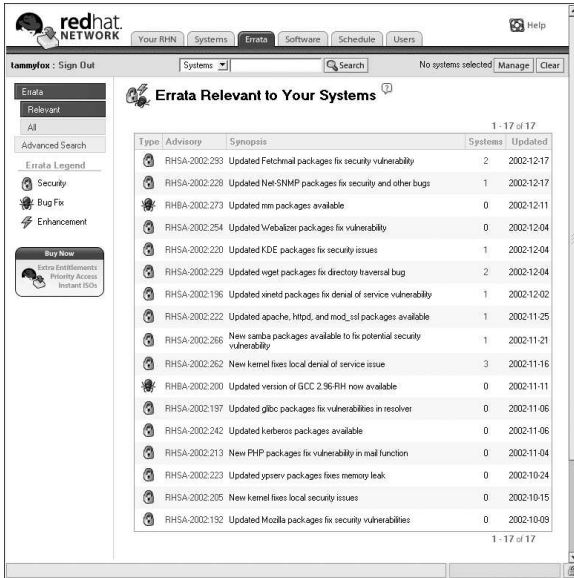 redhat.
NETWORK
Your RHN Systems Errata Software Schedule Users
Help
tammyfox : Sign Out
Systems
Search
No systems selected Manage Clear
Errata
Relevant
All
Advanced Search
Errata Legend
Security
Bug Fix
Enhancement
Buy Now
Extra Entitlements
Priority Access
Instant ISOs
Errata Relevant to Your Systems ?
1 - 17 of 17
Type Advisory Synopsis Systems Updated
RHSA-2002:293 Updated Fetchmail packages fix security vulnerability 2 2002-12-17
RHSA-2002:228 Updated Net-SNMP packages fix security and other bugs 1 2002-12-17
RHBA-2002:273 Updated mm packages available 0 2002-12-11
RHSA-2002:254 Updated Webalizer packages fix vulnerability 0 2002-12-04
RHSA-2002:220 Updated KDE packages fix security issues 1 2002-12-04
RHSA-2002:229 Updated wget packages fix directory traversal bug 2 2002-12-04
RHSA-2002:196 Updated xinetd packages fix denial of service vulnerability 1 2002-12-02
RHSA-2002:222 Updated apache, httpd, and mod_ssl packages available 1 2002-11-25
RHSA-2002:266 New samba packages available to fix potential security vulnerability 1 2002-11-21
RHSA-2002:262 New kernel fixes local denial of service issue 3 2002-11-16
RHBA-2002:200 Updated version of GCC 2.96-RH now available 0 2002-11-11
RHSA-2002:197 Updated glibc packages fix vulnerabilities in resolver 0 2002-11-06
RHSA-2002:242 Updated kerberos packages available 0 2002-11-06
RHSA-2002:213 New PHP packages fix vulnerability in mail function 0 2002-11-04
RHSA-2002:223 Updated ypserv packages fixes memory leak 0 2002-10-24
RHSA-2002:205 New kernel fixes local security issues 0 2002-10-15
RHSA-2002:192 Updated Mozilla packages fix security vulnerabilities 0 2002-10-09
1 - 17 of 17